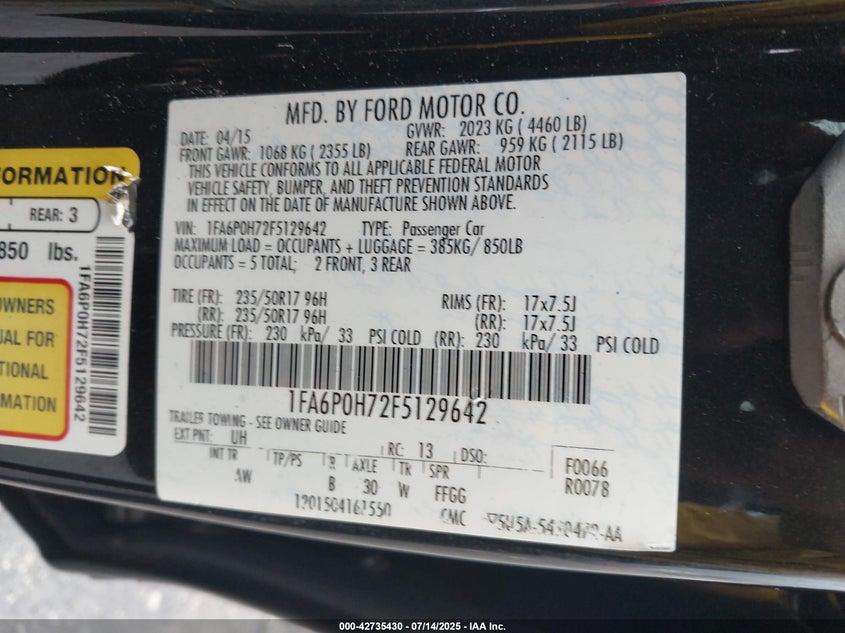 MFD. BY FORD MOTOR CO.
DATE: 04/15 GVWR: 2023 KG ( 4460 LB)
FRONT GAWR: 1068 KG ( 2355 LB) REAR GAWR: 959 KG ( 2115 LB)
THIS VEHICLE CONFORMS TO ALL APPLICABLE FEDERAL MOTOR
VEHICLE SAFETY, BUMPER, AND THEFT PREVENTION STANDARDS
IN EFFECT ON THE DATE OF MANUFACTURE SHOWN ABOVE.
VIN: 1FA6P0H72F5129642 TYPE: Passenger Car
MAXIMUM LOAD = OCCUPANTS + LUGGAGE = 385KG/ 850LB
OCCUPANTS = 5 TOTAL; 2 FRONT, 3 REAR
TIRE (FR): 235/50R17 96H RIMS (FR): 17x7.5J
(RR): 235/50R17 96H (RR): 17x7.5J
PRESSURE (FR): 230 kPa/ 33 PSI COLD (RR): 230 kPa/ 33 PSI COLD
1FA6P0H72F5129642
TRAILER TOWING - SEE OWNER GUIDE
EXT PNT: UH RC: 13 DSO:
INT TR TP/PS R AXLE TR SPR F0066
AW B 30 W FFGG R0078
1201504161550 CMC
ORMATION
REAR: 3
850 lbs.
OWNERS
UAL FOR
TIONAL
MATION
1FA6P0H72F5129642
000-42735430 - 07/14/2025 - IAA Inc.